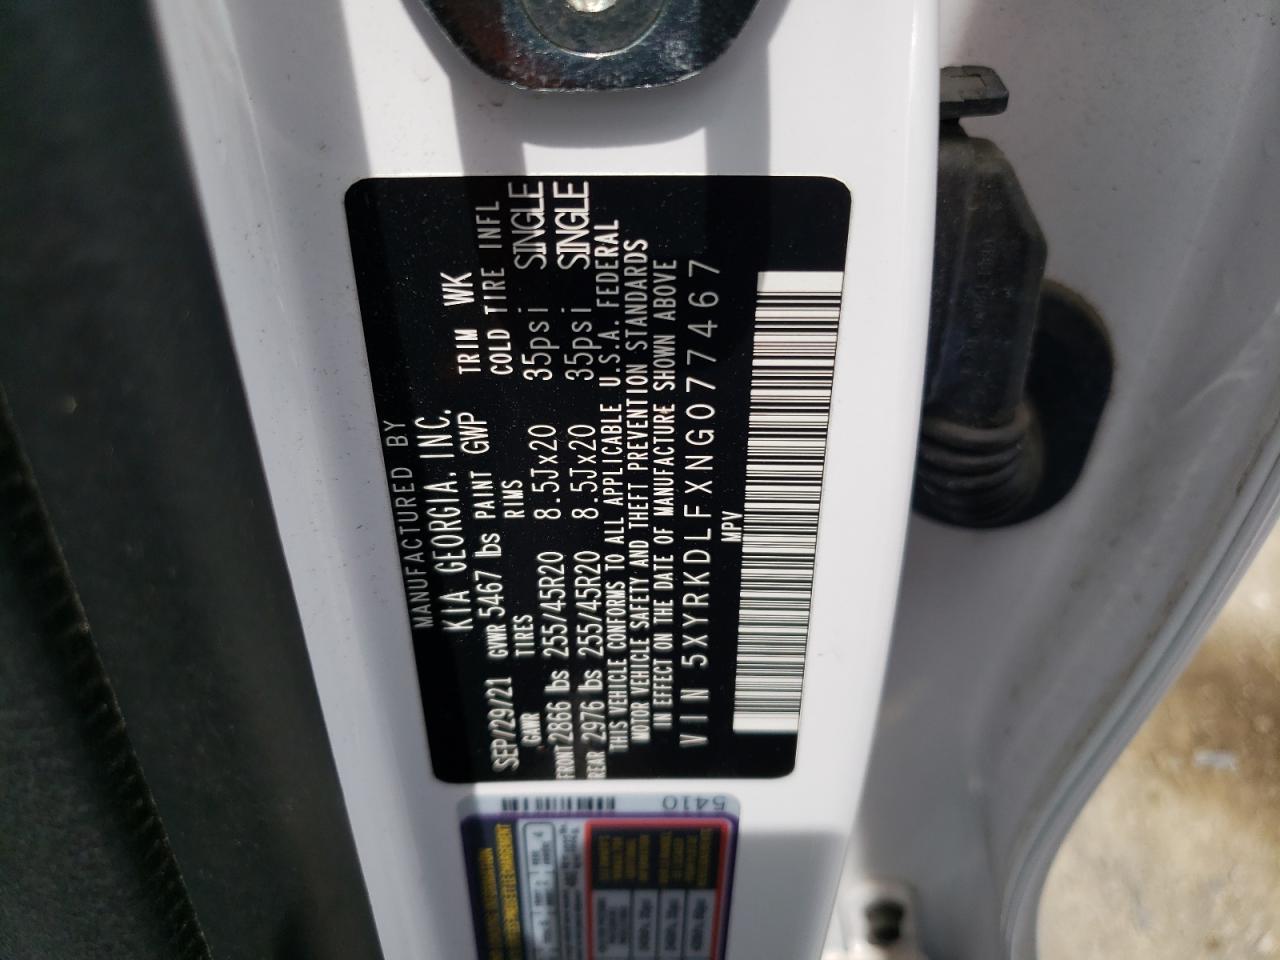 MANUFACTURED BY
KIA GEORGIA, INC.
SEP/29/21 GVWR 5467 lbs PAINT GWP TRIM WK
GAWR TIRES RIMS COLD TIRE INFL
FRONT 2866 lbs 255/45R20 8.5Jx20 35psi SINGLE
REAR 2976 lbs 255/45R20 8.5Jx20 35psi SINGLE
THIS VEHICLE CONFORMS TO ALL APPLICABLE U.S.A. FEDERAL
MOTOR VEHICLE SAFETY AND THEFT PREVENTION STANDARDS
IN EFFECT ON THE DATE OF MANUFACTURE SHOWN ABOVE
VIN 5XYRKDLFXNG077467
MPV
5410